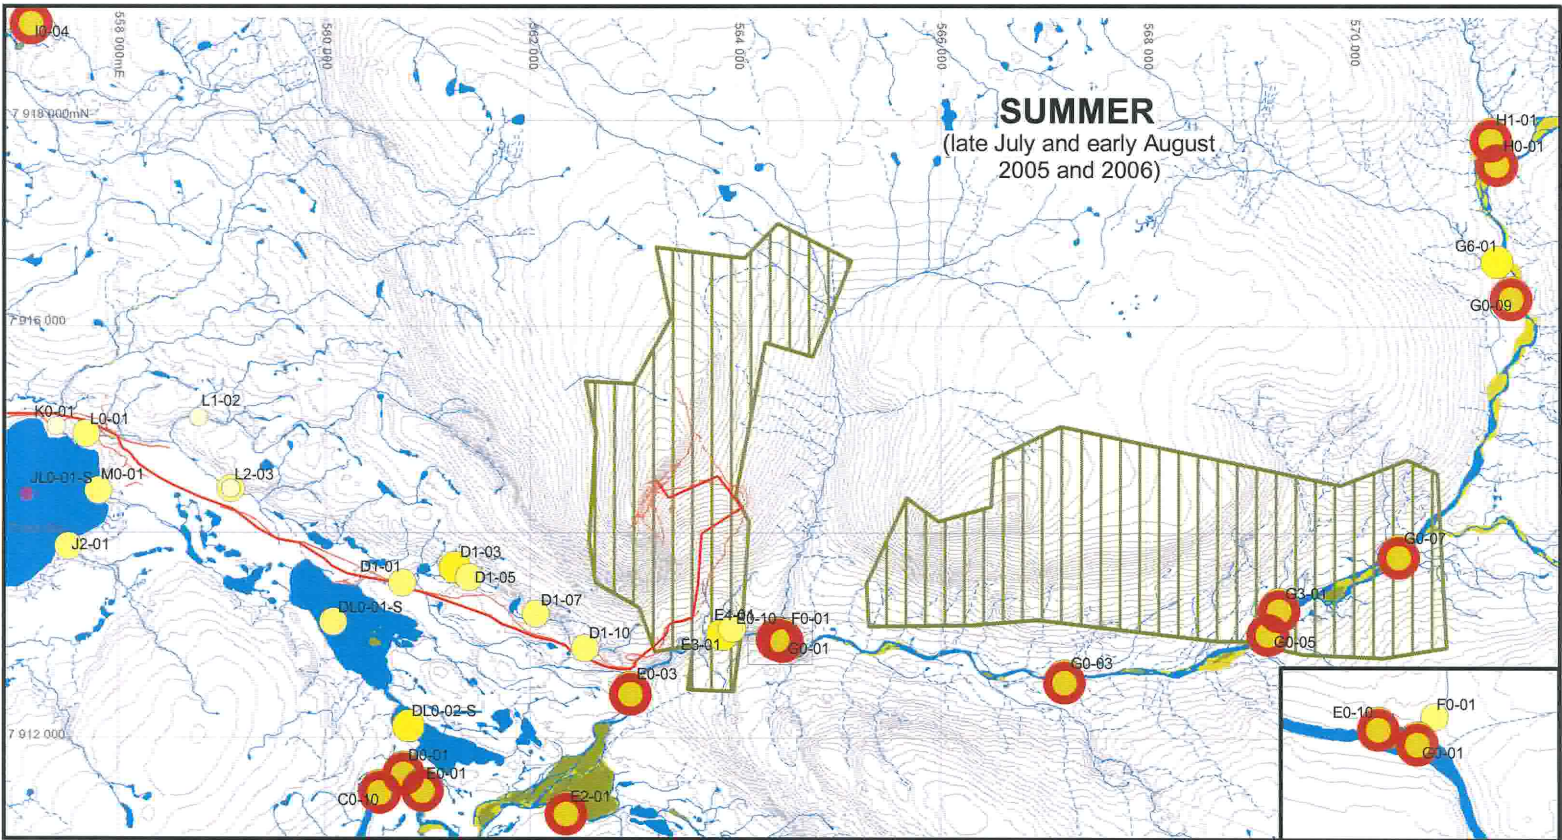 I0-04
558 000mE
560 000
562 000
564 000
566 000
568 000
570 000
7 918 000mN
SUMMER
(late July and early August
2005 and 2006)
H1-01
H0-01
G6-01
G0-09
7 916 000
L1-02
K0-01
L0-01
L2-03
JL0-01-S
M0-01
J2-01
D1-03
D1-01
D1-05
DL0-01-S
D1-07
D1-10
E4-01
E0-10
F0-01
E3-01
G0-01
G0-07
G3-01
G0-05
G0-03
E0-03
DL0-02-S
7 912 000
D0-01
E0-01
C0-10
E2-01
E0-10
F0-01
G0-01